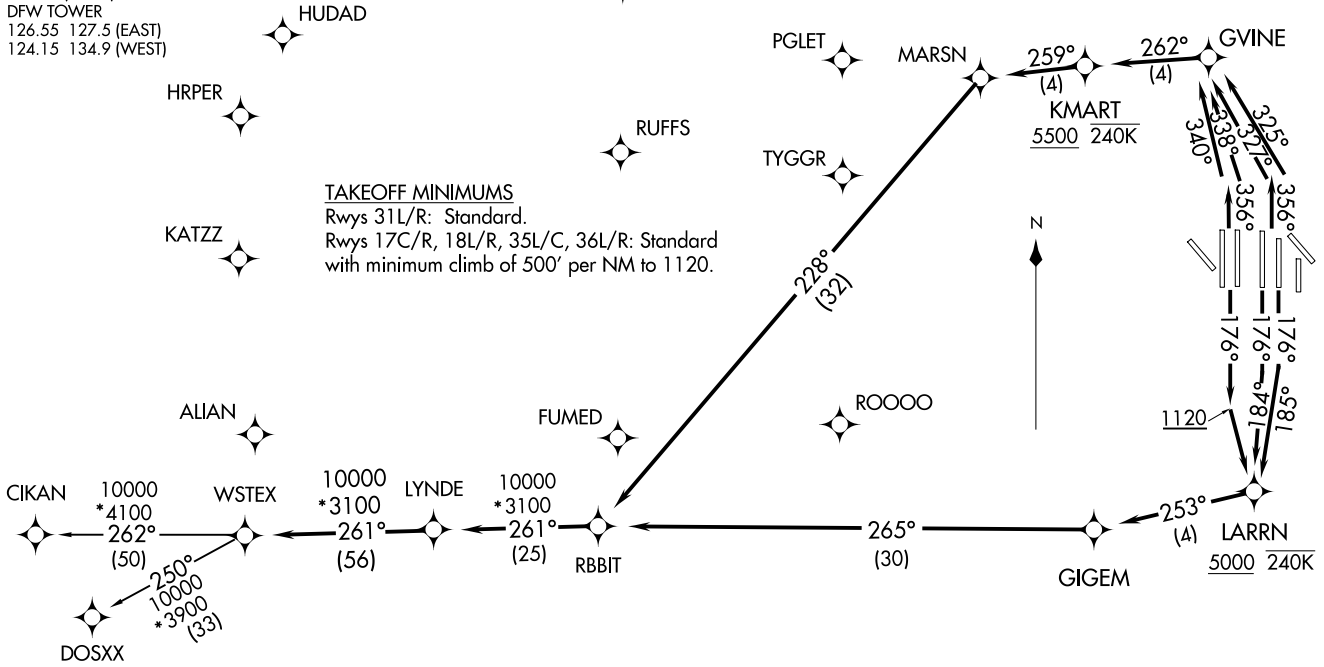 DFW TOWER
126.55 127.5 (EAST)
124.15 134.9 (WEST)
HUDAD
HRPER
KATZZ
RUFFS
PGLET
TYGGR
MARSN
259°
(4)
262°
(4)
GVINE
KMART
5500 240K
340°
338°
327°
325°
356°
356°
TAKEOFF MINIMUMS
Rwys 31L/R: Standard.
Rwys 17C/R, 18L/R, 35L/C, 36L/R: Standard
with minimum climb of 500' per NM to 1120.
228°
(32)
N
176°
176°
176°
1120
184°
185°
ALIAN
FUMED
ROOOO
CIKAN
10000
*4100
262°
(50)
WSTEX
10000
*3100
261°
(56)
LYNDE
10000
*3100
261°
(25)
RBBIT
265°
(30)
GIGEM
253°
(4)
LARRN
5000 240K
250°
10000
*3900
(33)
DOSXX